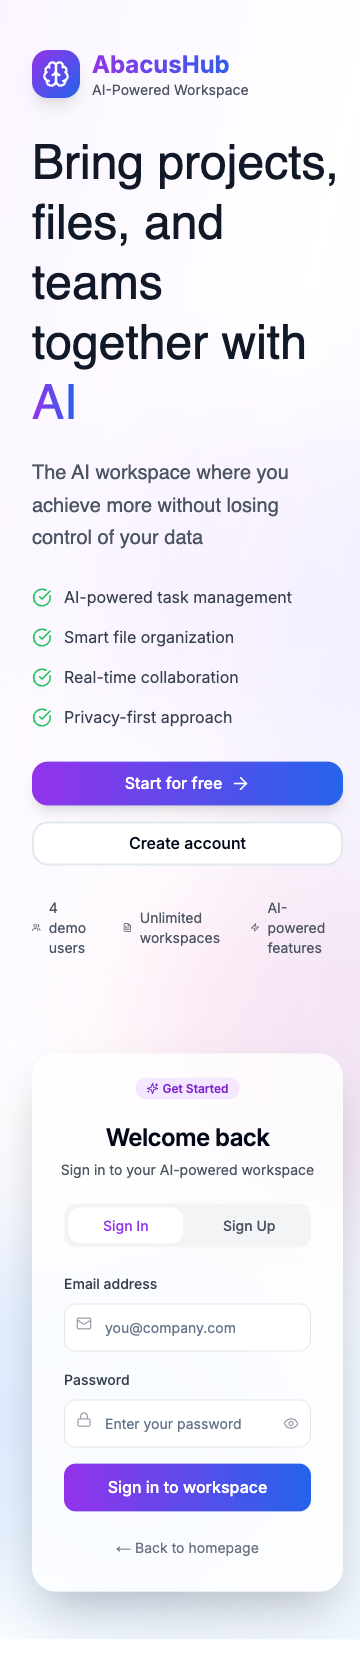 AbacusHub
AI-Powered Workspace
Bring projects,
files, and
teams
together with
AI
The AI workspace where you
achieve more without losing
control of your data
AI-powered task management
Smart file organization
Real-time collaboration
Privacy-first approach
Start for free →
Create account
4
demo
users
Unlimited
workspaces
AI-
powered
features
Get Started
Welcome back
Sign in to your AI-powered workspace
Sign In
Sign Up
Email address
you@company.com
Password
Enter your password
Sign in to workspace
← Back to homepage